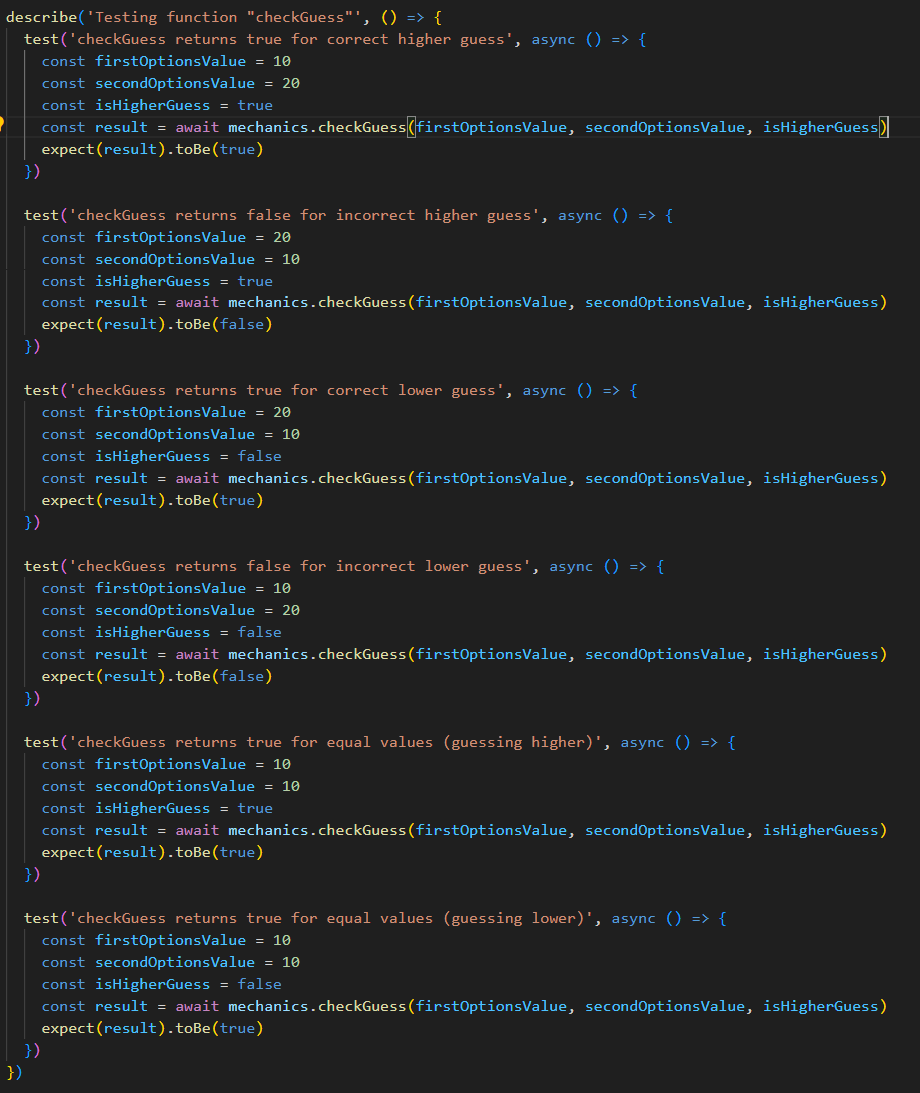 describe('Testing function "checkGuess"', () => {
  test('checkGuess returns true for correct higher guess', async () => {
    const firstOptionsValue = 10
    const secondOptionsValue = 20
    const isHigherGuess = true
    const result = await mechanics.checkGuess(firstOptionsValue, secondOptionsValue, isHigherGuess)
    expect(result).toBe(true)
  })

  test('checkGuess returns false for incorrect higher guess', async () => {
    const firstOptionsValue = 20
    const secondOptionsValue = 10
    const isHigherGuess = true
    const result = await mechanics.checkGuess(firstOptionsValue, secondOptionsValue, isHigherGuess)
    expect(result).toBe(false)
  })

  test('checkGuess returns true for correct lower guess', async () => {
    const firstOptionsValue = 20
    const secondOptionsValue = 10
    const isHigherGuess = false
    const result = await mechanics.checkGuess(firstOptionsValue, secondOptionsValue, isHigherGuess)
    expect(result).toBe(true)
  })

  test('checkGuess returns false for incorrect lower guess', async () => {
    const firstOptionsValue = 10
    const secondOptionsValue = 20
    const isHigherGuess = false
    const result = await mechanics.checkGuess(firstOptionsValue, secondOptionsValue, isHigherGuess)
    expect(result).toBe(false)
  })

  test('checkGuess returns true for equal values (guessing higher)', async () => {
    const firstOptionsValue = 10
    const secondOptionsValue = 10
    const isHigherGuess = true
    const result = await mechanics.checkGuess(firstOptionsValue, secondOptionsValue, isHigherGuess)
    expect(result).toBe(true)
  })

  test('checkGuess returns true for equal values (guessing lower)', async () => {
    const firstOptionsValue = 10
    const secondOptionsValue = 10
    const isHigherGuess = false
    const result = await mechanics.checkGuess(firstOptionsValue, secondOptionsValue, isHigherGuess)
    expect(result).toBe(true)
  })
})